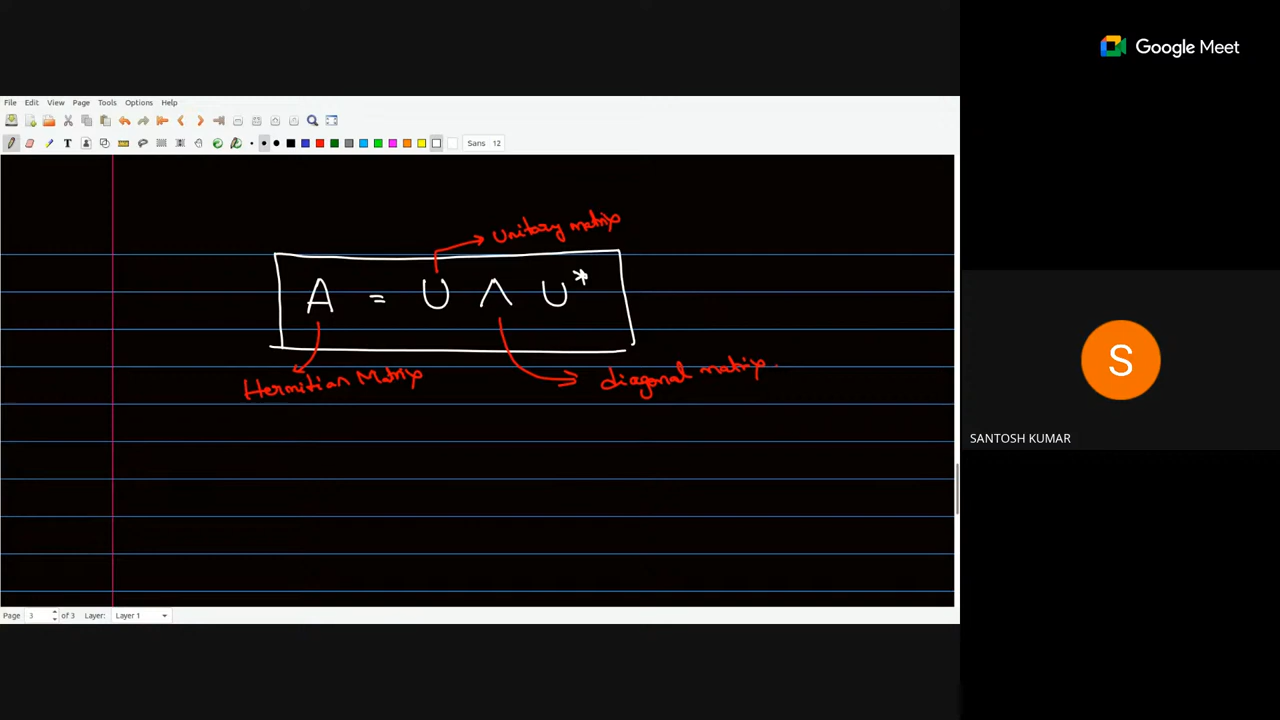 Google Meet
File Edit View Page Tools Options Help
Sans 12
Unitary matrix
A = U Λ U*
Hermitian Matrix
diagonal matrix.
SANTOSH KUMAR
S
Page 3 of 3 Layer: Layer 1